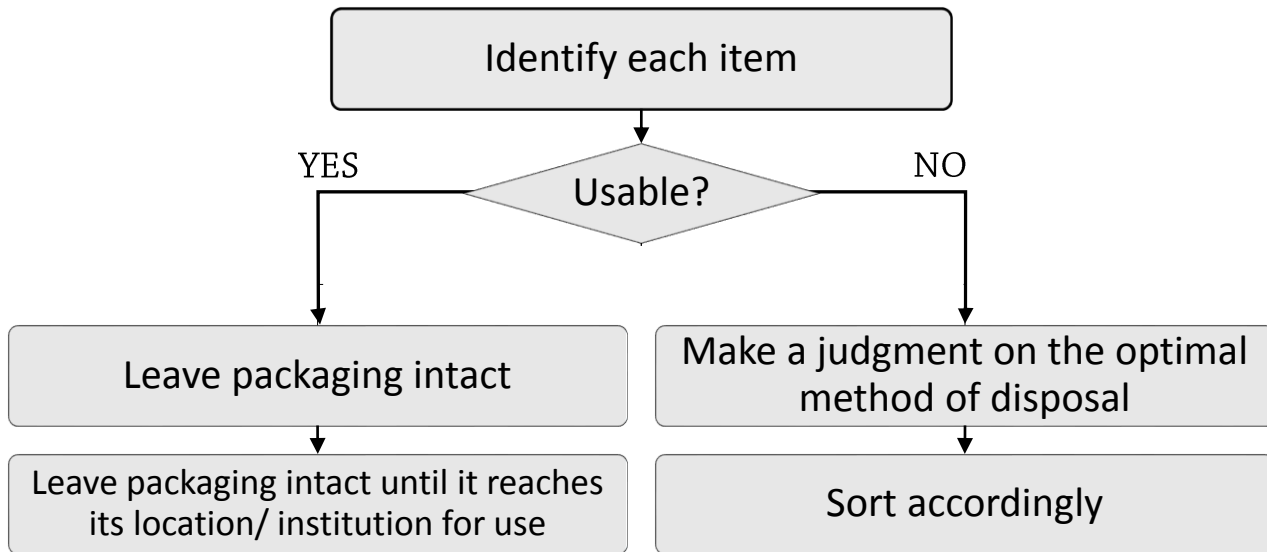 Identify each item
YES
NO
Usable?
Leave packaging intact
Make a judgment on the optimal
method of disposal
Leave packaging intact until it reaches
its location/ institution for use
Sort accordingly